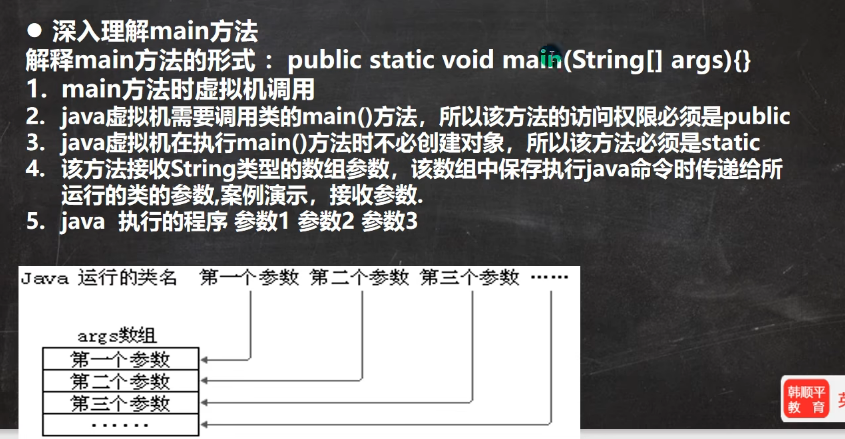 ● 深入理解main方法
解释main方法的形式 ：public static void main(String[] args){}
1. main方法时虚拟机调用
2. java虚拟机需要调用类的main()方法，所以该方法的访问权限必须是public
3. java虚拟机在执行main()方法时不必创建对象，所以该方法必须是static
4. 该方法接收String类型的数组参数，该数组中保存执行java命令时传递给所
运行的类的参数,案例演示，接收参数.
5. java 执行的程序 参数1 参数2 参数3
Java 运行的类名 第一个参数 第二个参数 第三个参数 ……
args数组
第一个参数
第二个参数
第三个参数
……
韩顺平
教 育
英